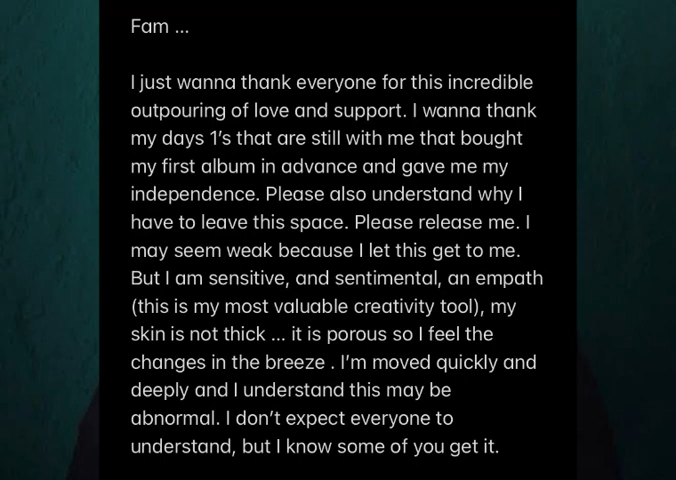 Fam ...
I just wanna thank everyone for this incredible
outpouring of love and support. I wanna thank
my days 1's that are still with me that bought
my first album in advance and gave me my
independence. Please also understand why I
have to leave this space. Please release me. I
may seem weak because I let this get to me.
But I am sensitive, and sentimental, an empath
(this is my most valuable creativity tool), my
skin is not thick ... it is porous so I feel the
changes in the breeze . I'm moved quickly and
deeply and I understand this may be
abnormal. I don't expect everyone to
understand, but I know some of you get it.